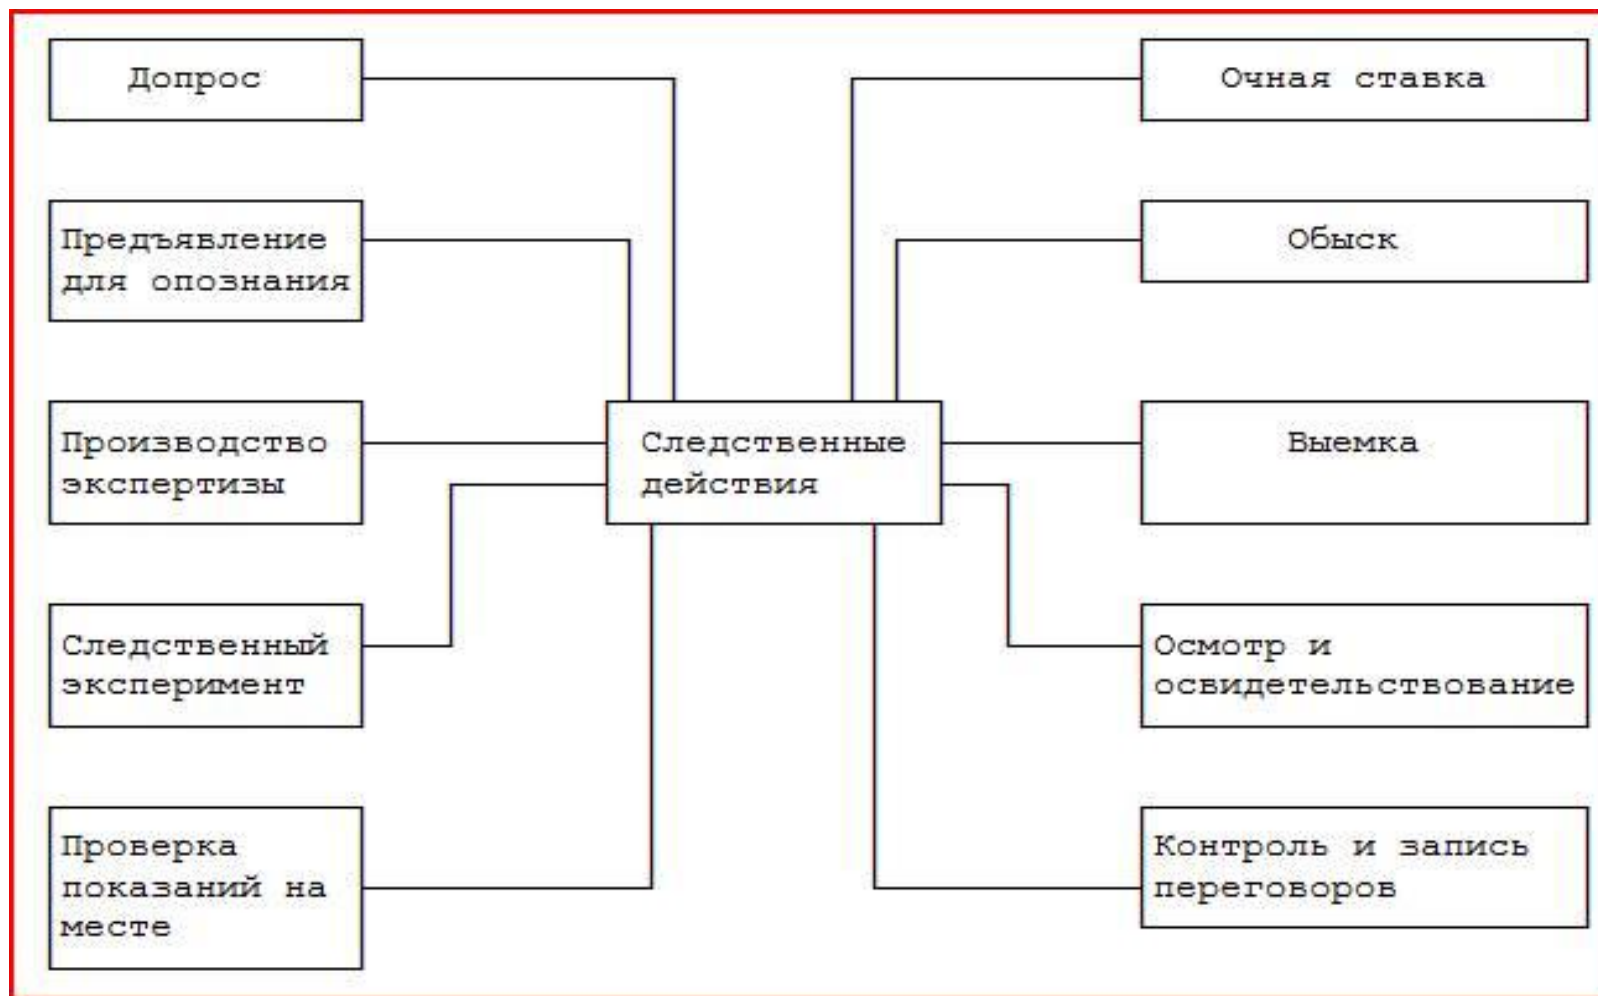 Допрос
Очная ставка
Предъявление
для опознания
Обыск
Производство
экспертизы
Следственные
действия
Выемка
Следственный
эксперимент
Осмотр и
освидетельствование
Проверка
показаний на
месте
Контроль и запись
переговоров